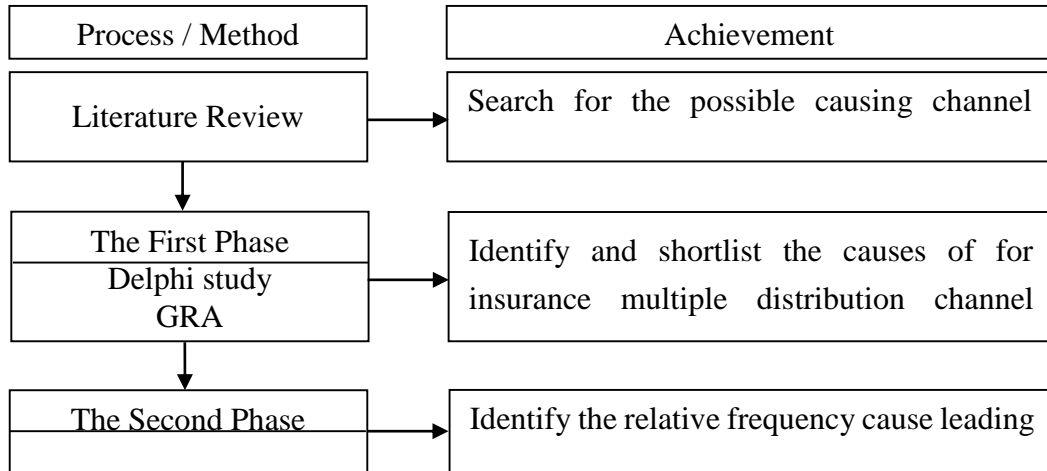 Process / Method
Achievement
Literature Review
Search for the possible causing channel
The First Phase
Delphi study
GRA
Identify and shortlist the causes of for
insurance multiple distribution channel
The Second Phase
Identify the relative frequency cause leading